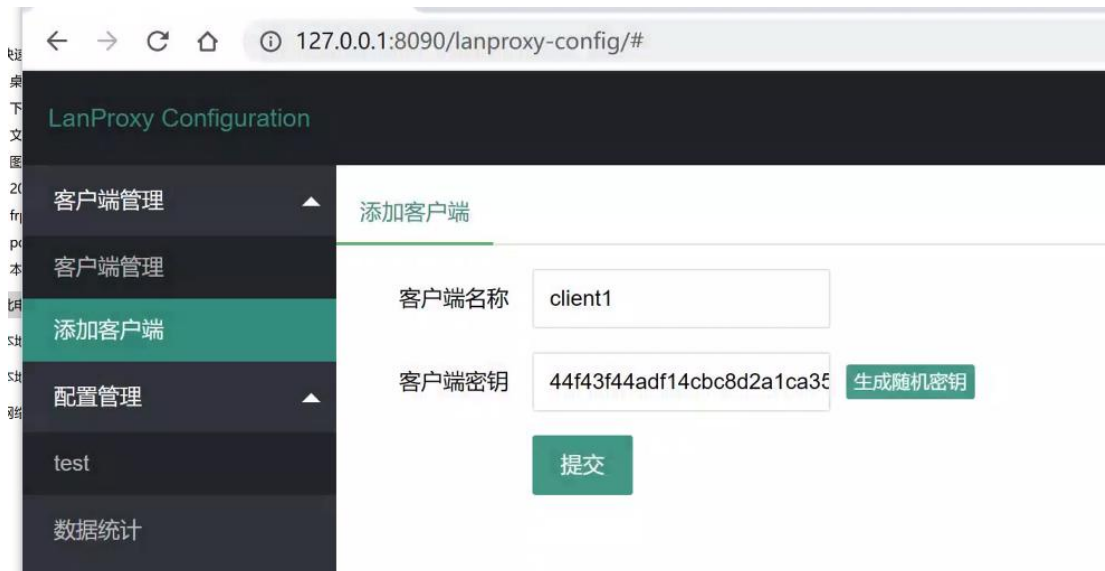 127.0.0.1:8090/lanproxy-config/#
LanProxy Configuration
客户端管理
客户端管理
添加客户端
配置管理
test
数据统计
添加客户端
客户端名称 client1
客户端密钥 44f43f44adf14cbc8d2a1ca35 生成随机密钥
提交